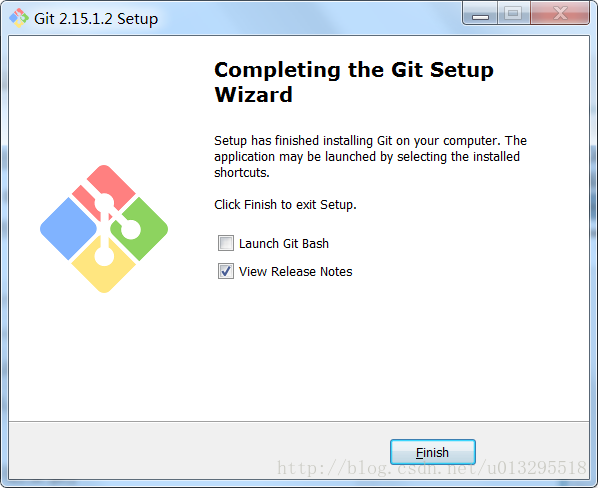 Git 2.15.1.2 Setup
Completing the Git Setup
Wizard
Setup has finished installing Git on your computer. The
application may be launched by selecting the installed
shortcuts.
Click Finish to exit Setup.
Launch Git Bash
View Release Notes
Finish
http://blog.csdn.net/u013295518